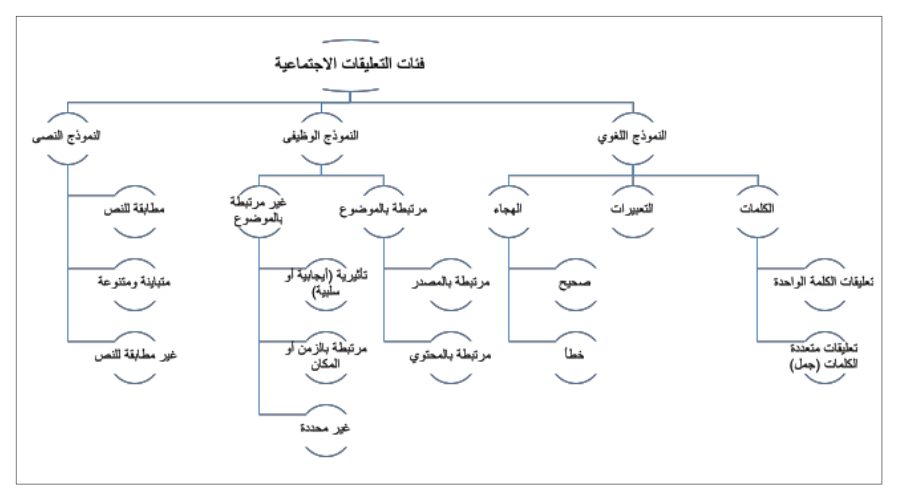 فئات التعليقات الاجتماعية
النموذج اللغوي
النموذج الوظيفى
النموذج النصى
الكلمات
التعبيرات
الهجاء
مرتبطة بالموضوع
غير مرتبطة
بالموضوع
مطابقة للنص
تعليقات الكلمة الواحدة
صحيح
مرتبطة بالمصدر
تأثيرية (أيجابية أو
سلبية)
متباينة ومتنوعة
تعليقات متعددة
الكلمات (جمل)
خطأ
مرتبطة بالمحتوي
مرتبطة بالزمن أو
المكان
غير مطابقة للنص
غير محددة